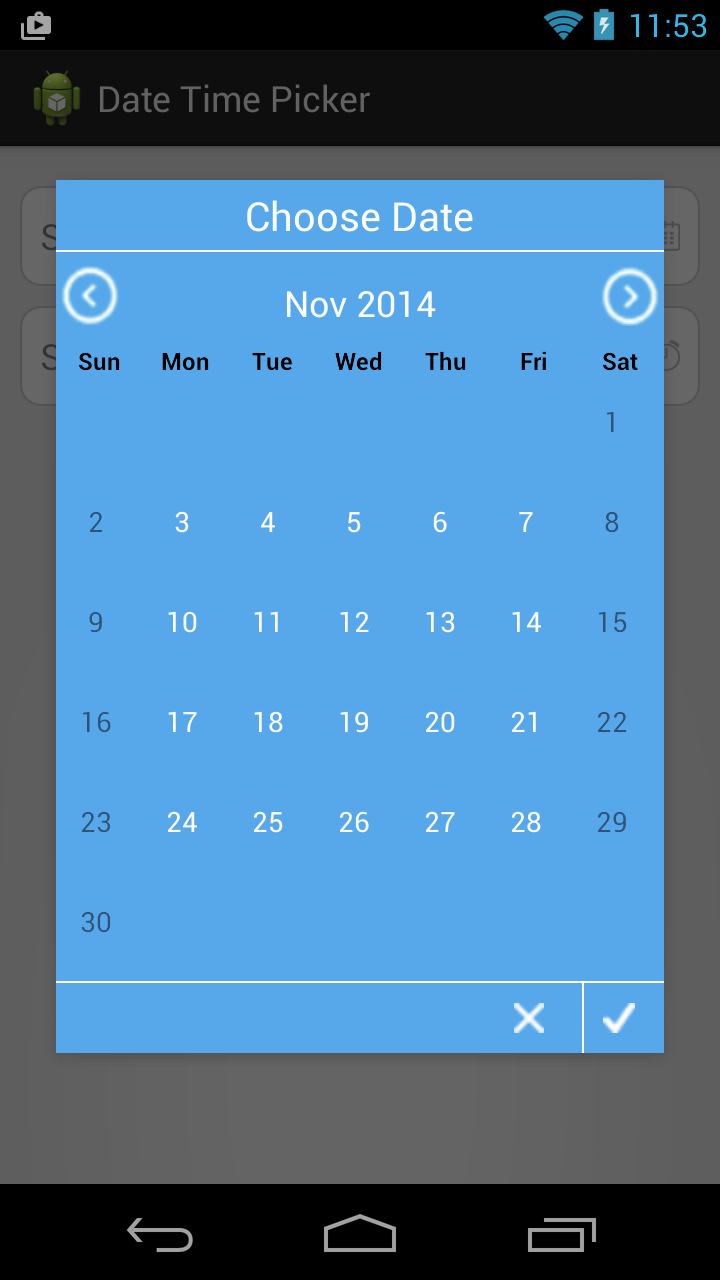 11:53
Date Time Picker
Choose Date
Nov 2014
Sun Mon Tue Wed Thu Fri Sat
1
2 3 4 5 6 7 8
9 10 11 12 13 14 15
16 17 18 19 20 21 22
23 24 25 26 27 28 29
30